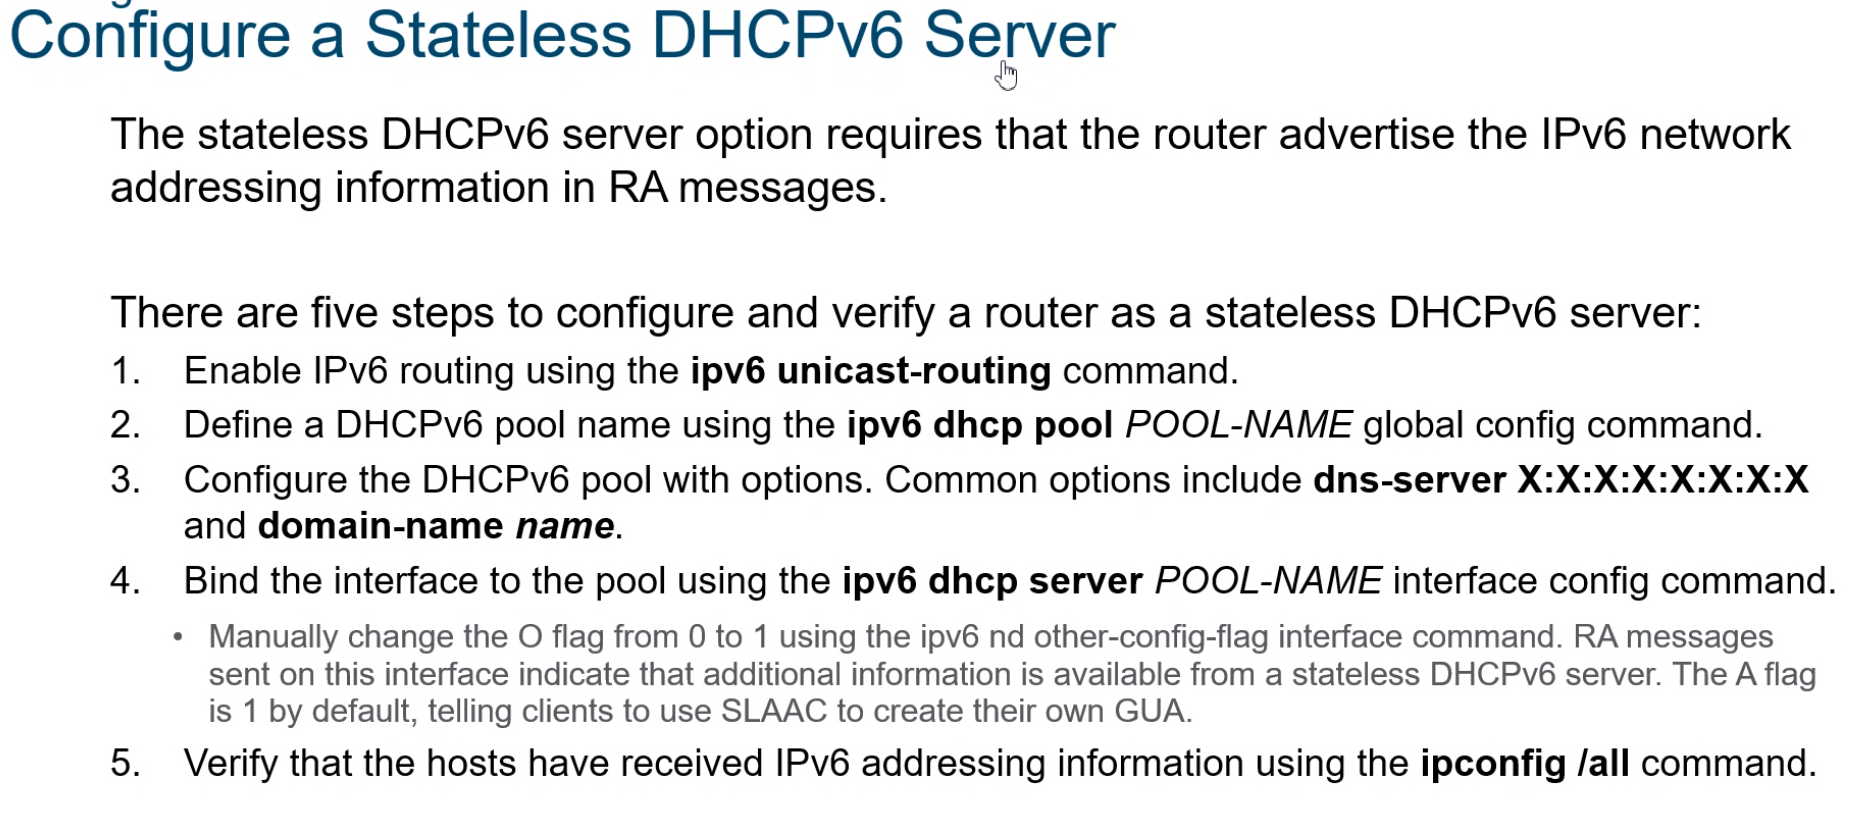 Configure a Stateless DHCPv6 Server
The stateless DHCPv6 server option requires that the router advertise the IPv6 network
addressing information in RA messages.
There are five steps to configure and verify a router as a stateless DHCPv6 server:
1. Enable IPv6 routing using the ipv6 unicast-routing command.
2. Define a DHCPv6 pool name using the ipv6 dhcp pool POOL-NAME global config command.
3. Configure the DHCPv6 pool with options. Common options include dns-server X:X:X:X:X:X:X:X
and domain-name name.
4. Bind the interface to the pool using the ipv6 dhcp server POOL-NAME interface config command.
• Manually change the O flag from 0 to 1 using the ipv6 nd other-config-flag interface command. RA messages
sent on this interface indicate that additional information is available from a stateless DHCPv6 server. The A flag
is 1 by default, telling clients to use SLAAC to create their own GUA.
5. Verify that the hosts have received IPv6 addressing information using the ipconfig /all command.